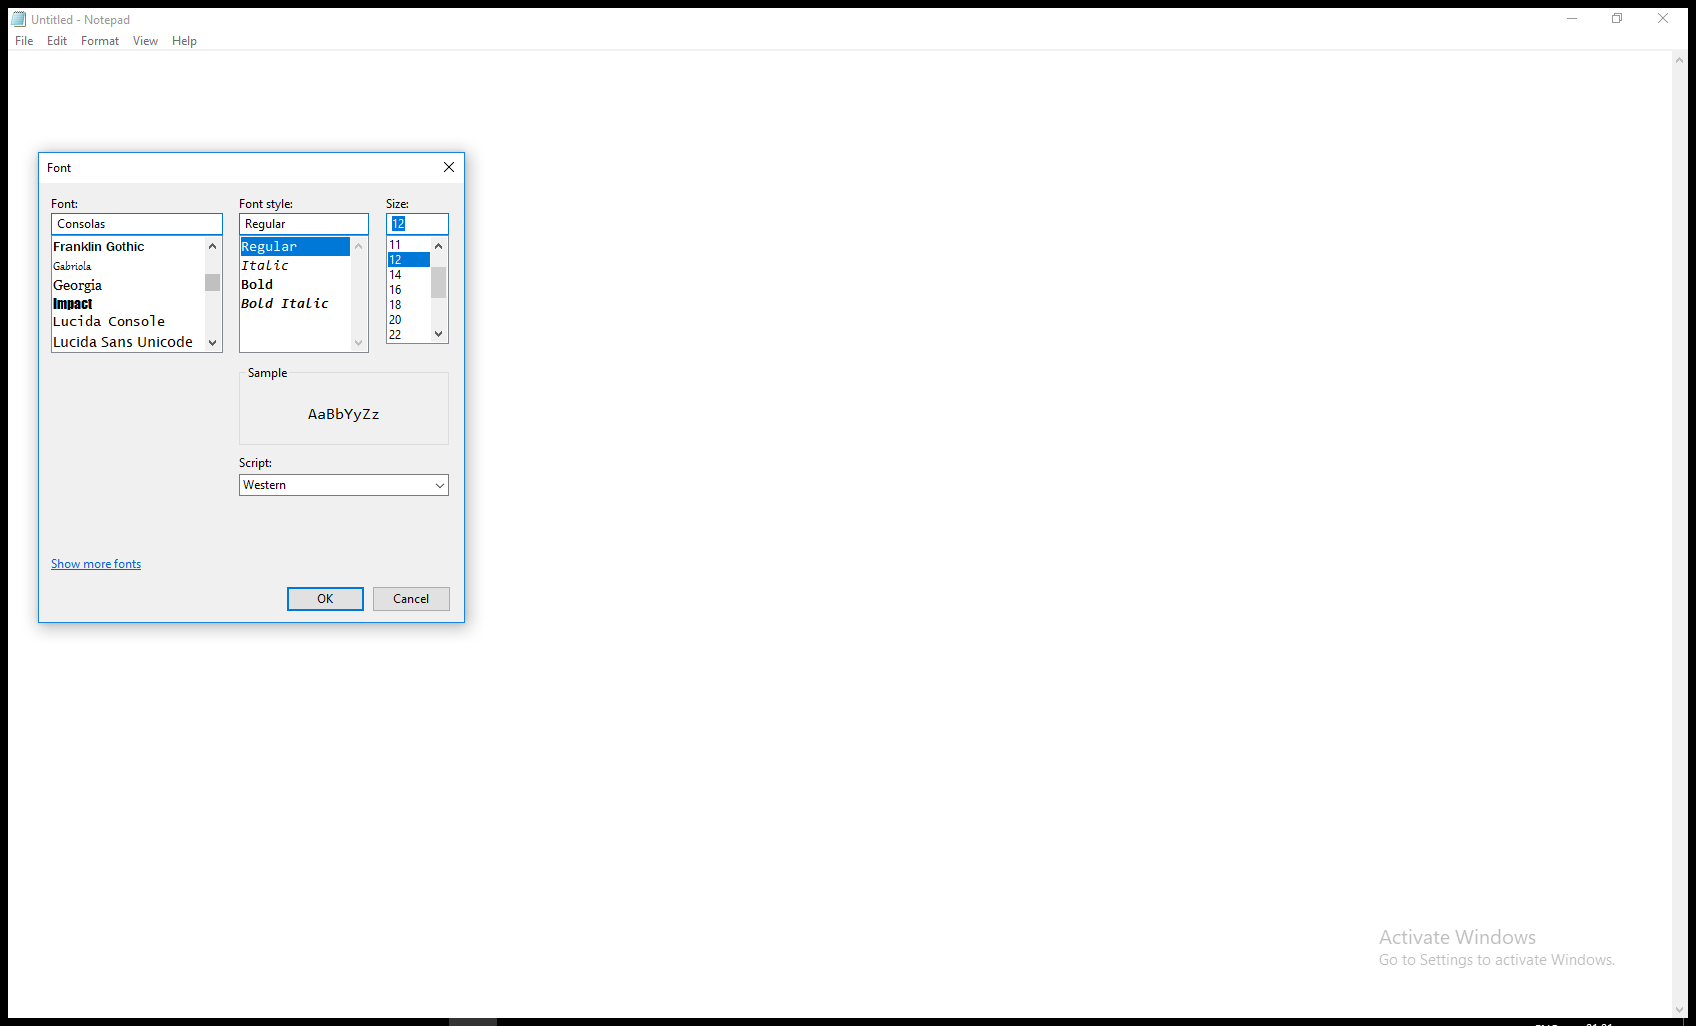 Untitled - Notepad
File Edit Format View Help
Font
Font: Font style: Size:
Consolas Regular 12
Franklin Gothic
Gabriola
Georgia
Impact
Lucida Console
Lucida Sans Unicode
Regular
Italic
Bold
Bold Italic
11
12
14
16
18
20
22
Sample
AaBbYyZz
Script:
Western
Show more fonts
OK Cancel
Activate Windows
Go to Settings to activate Windows.